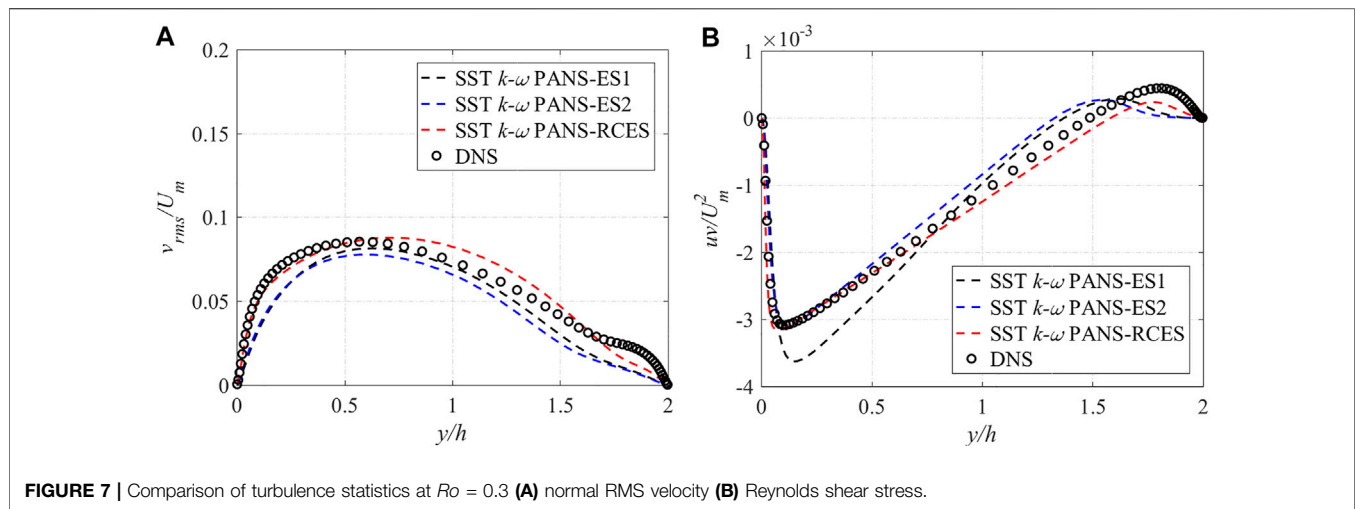 A
0.2
0.15
0.1
0.05
0
v_rms/U_m
SST k-ω PANS-ES1
SST k-ω PANS-ES2
SST k-ω PANS-RCES
DNS
0 0.5 1 1.5 2
y/h
B
×10⁻³
1
0
-1
-2
-3
-4
uv/U²_m
SST k-ω PANS-ES1
SST k-ω PANS-ES2
SST k-ω PANS-RCES
DNS
0 0.5 1 1.5 2
y/h
FIGURE 7 | Comparison of turbulence statistics at Ro = 0.3 (A) normal RMS velocity (B) Reynolds shear stress.